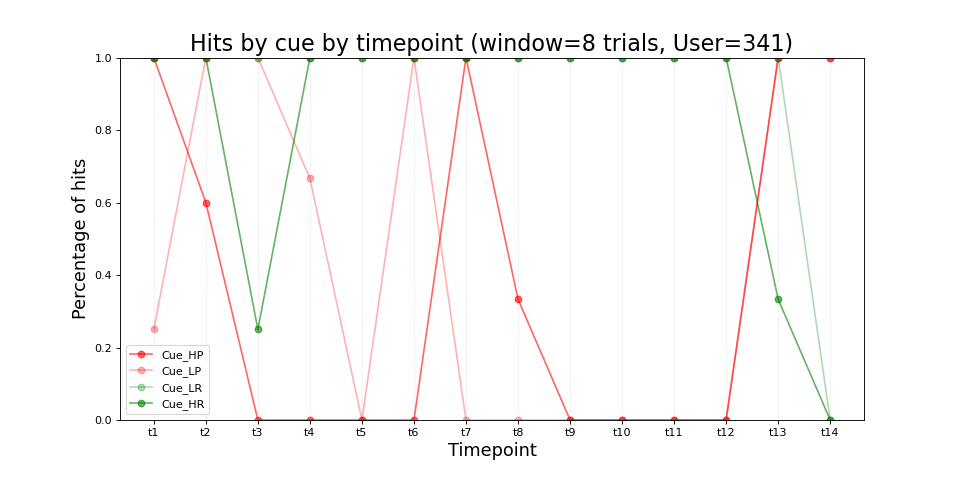 Hits by cue by timepoint (window=8 trials, User=341)
Percentage of hits
1.0
0.8
0.6
0.4
0.2
0.0
Cue_HP
Cue_LP
Cue_LR
Cue_HR
t1 t2 t3 t4 t5 t6 t7 t8 t9 t10 t11 t12 t13 t14
Timepoint